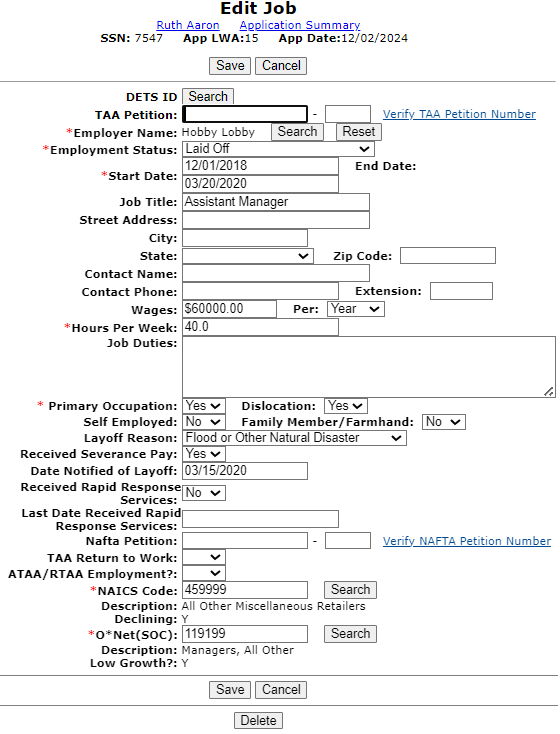 Edit Job
Ruth Aaron Application Summary
SSN: 7547 App LWA:15 App Date:12/02/2024
Save Cancel
DETS ID Search
TAA Petition: - Verify TAA Petition Number
*Employer Name: Hobby Lobby Search Reset
*Employment Status: Laid Off
*Start Date: 12/01/2018 End Date:
03/20/2020
Job Title: Assistant Manager
Street Address:
City:
State: Zip Code:
Contact Name:
Contact Phone: Extension:
Wages: $60000.00 Per: Year
*Hours Per Week: 40.0
Job Duties:
* Primary Occupation: Yes Dislocation: Yes
Self Employed: No Family Member/Farmhand: No
Layoff Reason: Flood or Other Natural Disaster
Received Severance Pay: Yes
Date Notified of Layoff: 03/15/2020
Received Rapid Response
Services: No
Last Date Received Rapid
Response Services:
Nafta Petition: - Verify NAFTA Petition Number
TAA Return to Work:
ATAA/RTAA Employment?:
*NAICS Code: 459999 Search
Description: All Other Miscellaneous Retailers
Declining: Y
*O*Net(SOC): 119199 Search
Description: Managers, All Other
Low Growth?: Y
Save Cancel
Delete